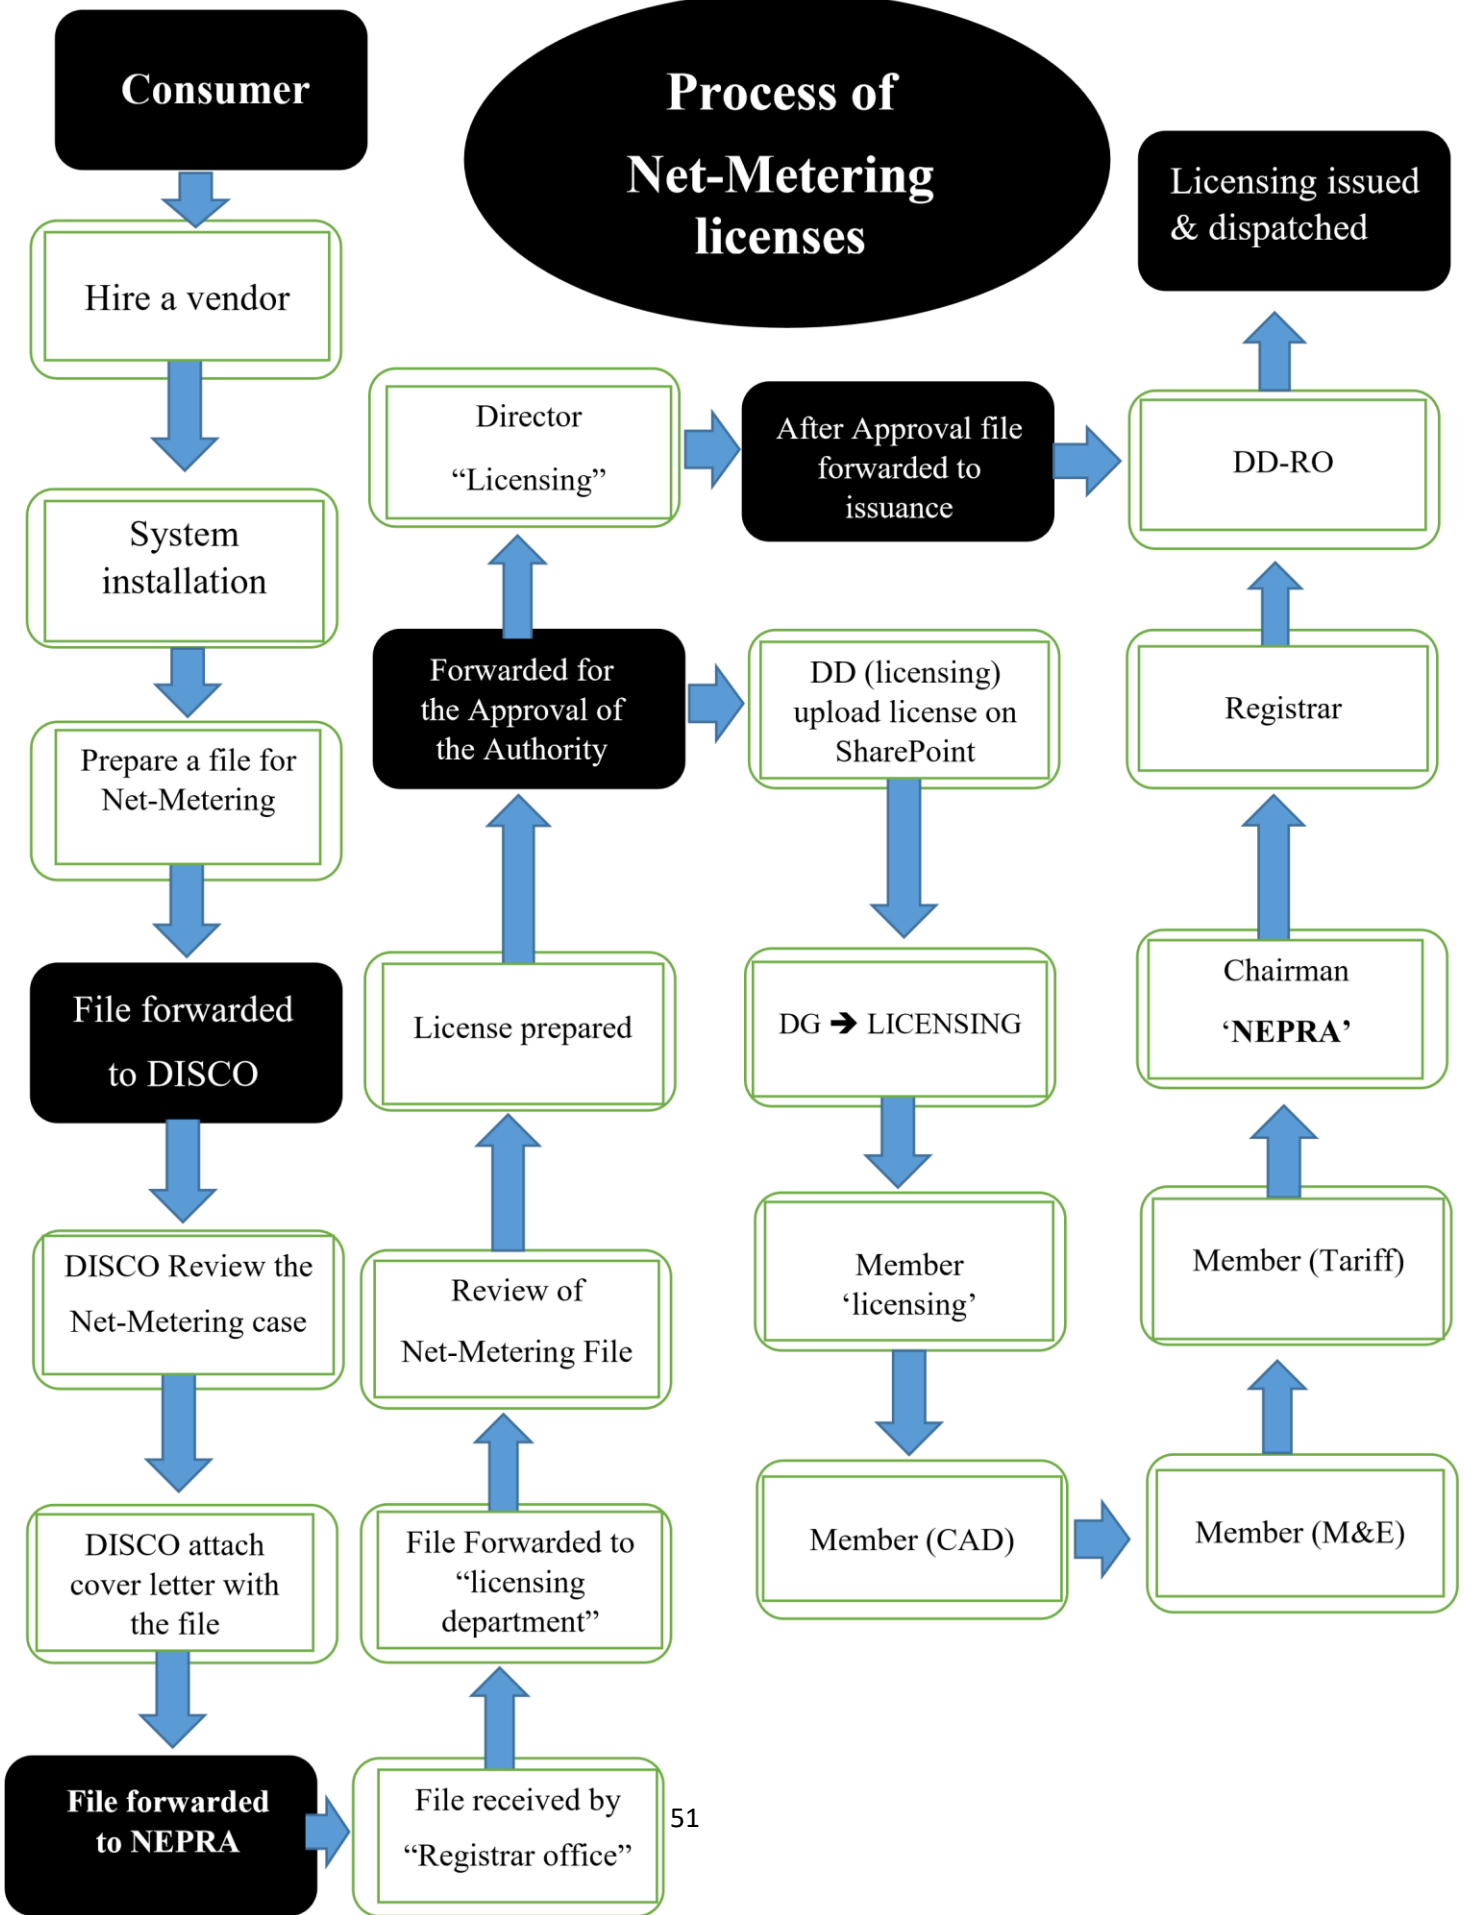 Consumer
Process of
Net-Metering
licenses
Hire a vendor
System
installation
Prepare a file for
Net-Metering
File forwarded
to DISCO
DISCO Review the
Net-Metering case
DISCO attach
cover letter with
the file
File forwarded
to NEPRA
File received by
“Registrar office”
File Forwarded to
“licensing
department”
Review of
Net-Metering File
License prepared
Forwarded for
the Approval of
the Authority
Director
“Licensing”
After Approval file
forwarded to
issuance
DD (licensing)
upload license on
SharePoint
DG ➔ LICENSING
Member
‘licensing’
Member (CAD)
Member (M&E)
Member (Tariff)
Chairman
‘NEPRA’
Registrar
DD-RO
Licensing issued
& dispatched
51